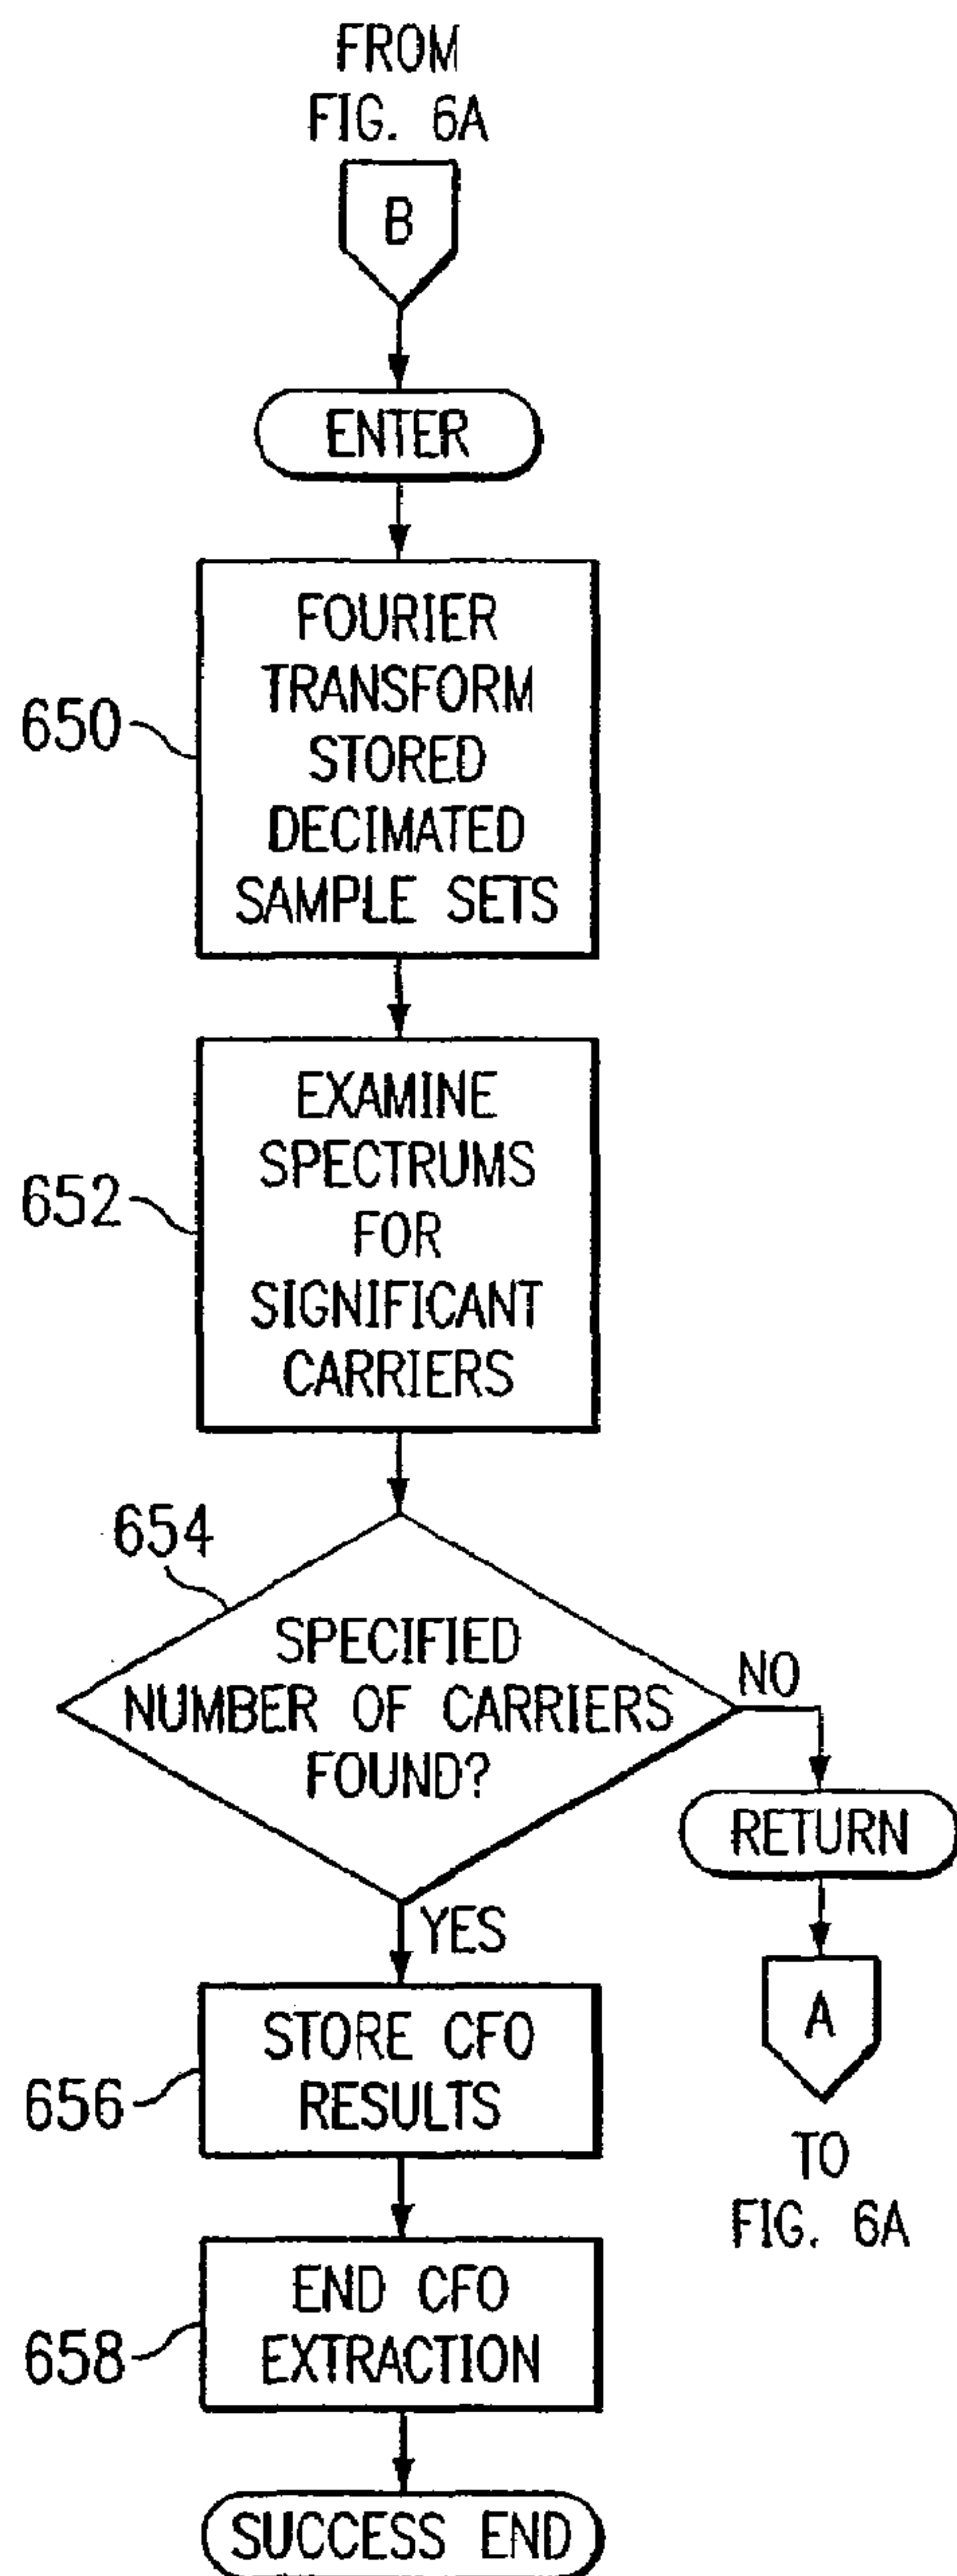 FROM
FIG. 6A
B
ENTER
650
FOURIER
TRANSFORM
STORED
DECIMATED
SAMPLE SETS
652
EXAMINE
SPECTRUMS
FOR
SIGNIFICANT
CARRIERS
654
SPECIFIED
NUMBER OF CARRIERS
FOUND?
NO
RETURN
A
TO
FIG. 6A
YES
656
STORE CFO
RESULTS
658
END CFO
EXTRACTION
SUCCESS END